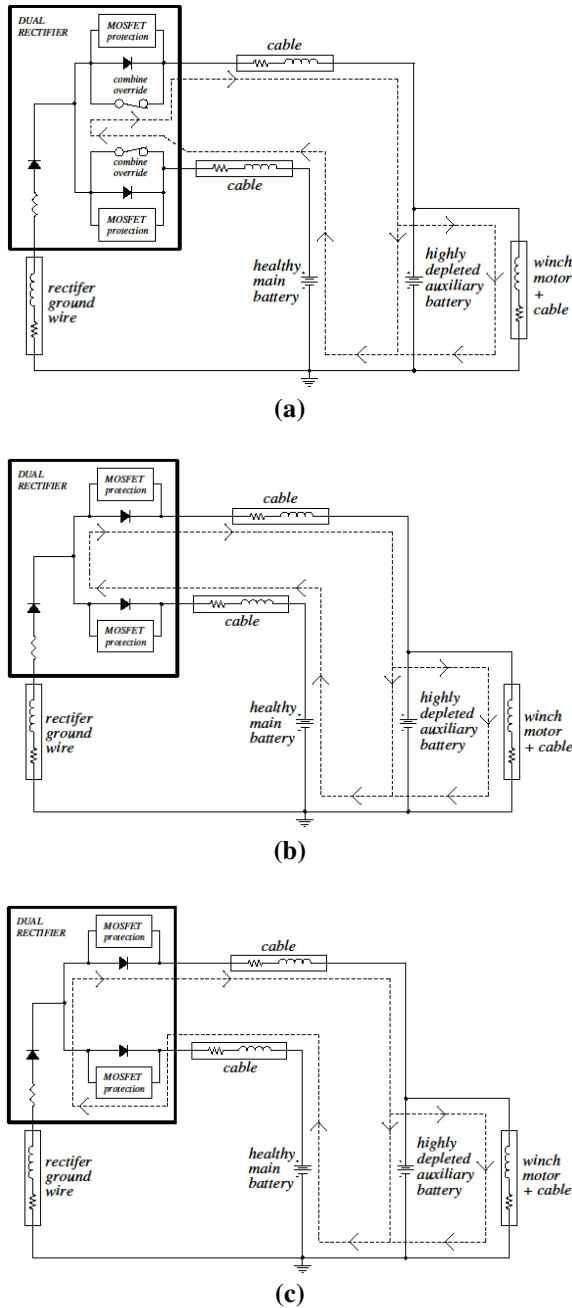 DUAL
RECTIFIER
MOSFET
protection
combine
override
cable
combine
override
MOSFET
protection
cable
rectifer
ground
wire
healthy
main
battery
highly
depleted
auxiliary
battery
winch
motor
+
cable
(a)
DUAL
RECTIFIER
MOSFET
protection
cable
MOSFET
protection
cable
rectifer
ground
wire
healthy
main
battery
highly
depleted
auxiliary
battery
winch
motor
+ cable
(b)
DUAL
RECTIFIER
MOSFET
protection
cable
MOSFET
protection
cable
rectifer
ground
wire
healthy
main
battery
highly
depleted
auxiliary
battery
winch
motor
+ cable
(c)